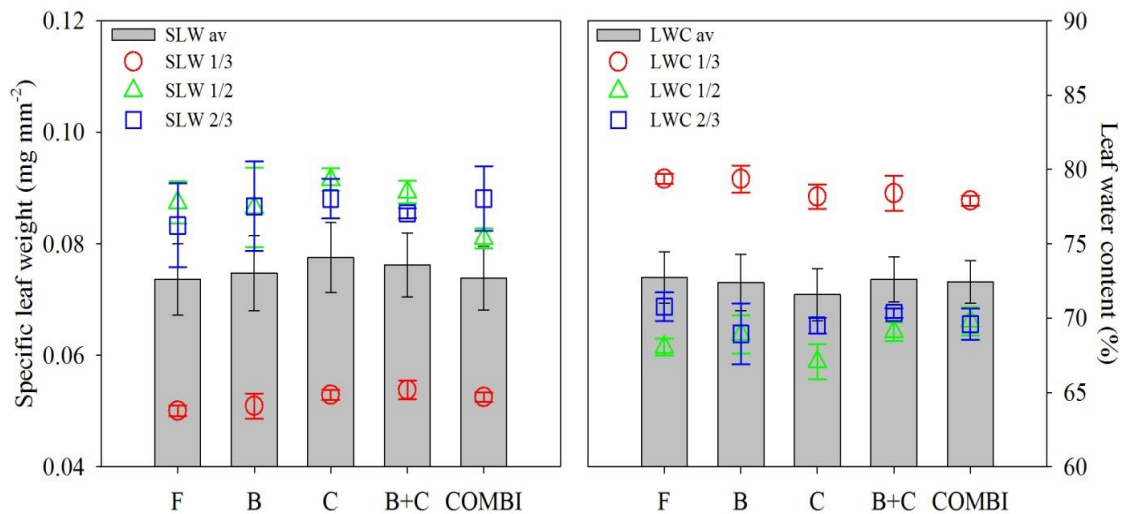 Specific leaf weight (mg mm-2)
0.12
0.10
0.08
0.06
0.04
SLW av
SLW 1/3
SLW 1/2
SLW 2/3
F B C B+C COMBI
LWC av
LWC 1/3
LWC 1/2
LWC 2/3
F B C B+C COMBI
90
85
80
75
70
65
60
Leaf water content (%)